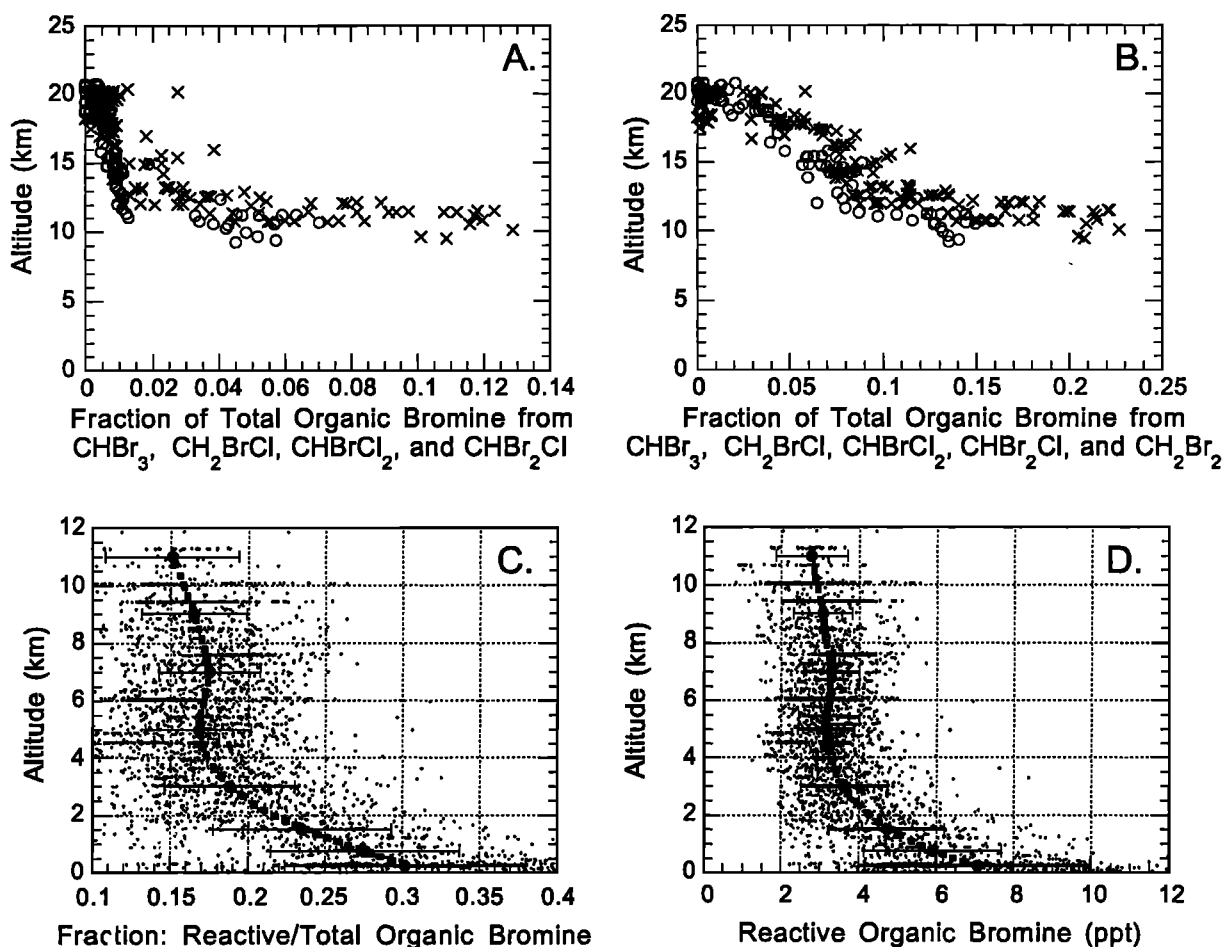 25
20
15
10
5
0
Altitude (km)
A.
0 0.02 0.04 0.06 0.08 0.1 0.12 0.14
Fraction of Total Organic Bromine from
CHBr3, CH2BrCl, CHBrCl2, and CHBr2Cl
25
20
15
10
5
0
Altitude (km)
B.
0 0.05 0.1 0.15 0.2 0.25
Fraction of Total Organic Bromine from
CHBr3, CH2BrCl, CHBrCl2, CHBr2Cl, and CH2Br2
12
10
8
6
4
2
0
Altitude (km)
C.
0.1 0.15 0.2 0.25 0.3 0.35 0.4
Fraction: Reactive/Total Organic Bromine
12
10
8
6
4
2
0
Altitude (km)
D.
0 2 4 6 8 10 12
Reactive Organic Bromine (ppt)